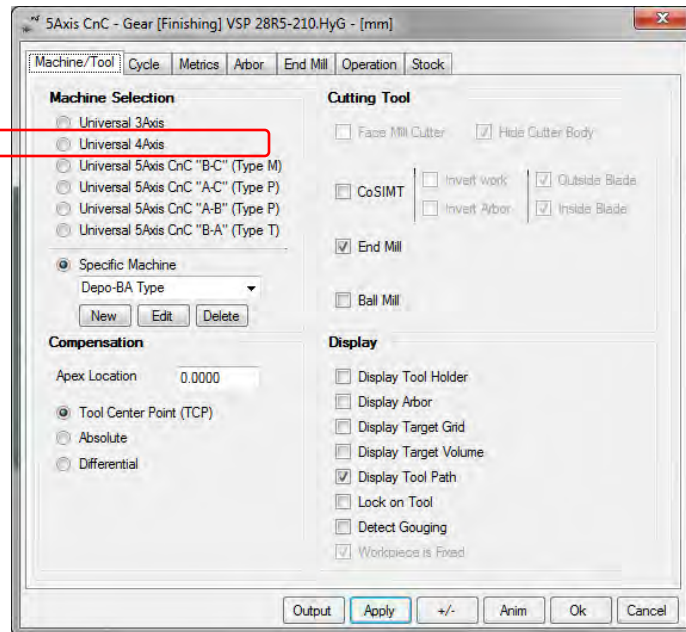 5Axis CnC - Gear [Finishing] VSP 28R5-210.HyG - [mm]
Machine/Tool Cycle Metrics Arbor End Mill Operation Stock
Machine Selection
Universal 3Axis
Universal 4Axis
Universal 5Axis CnC "B-C" (Type M)
Universal 5Axis CnC "A-C" (Type P)
Universal 5Axis CnC "A-B" (Type P)
Universal 5Axis CnC "B-A" (Type T)
Specific Machine
Depo-BA Type
New Edit Delete
Cutting Tool
Face Mill Cutter Hide Cutter Body
CoSIMT Invert work Outside Blade
Invert Arbor Inside Blade
End Mill
Ball Mill
Compensation
Apex Location 0.0000
Tool Center Point (TCP)
Absolute
Differential
Display
Display Tool Holder
Display Arbor
Display Target Grid
Display Target Volume
Display Tool Path
Lock on Tool
Detect Gouging
Workpiece is Fixed
Output Apply +/- Anim Ok Cancel